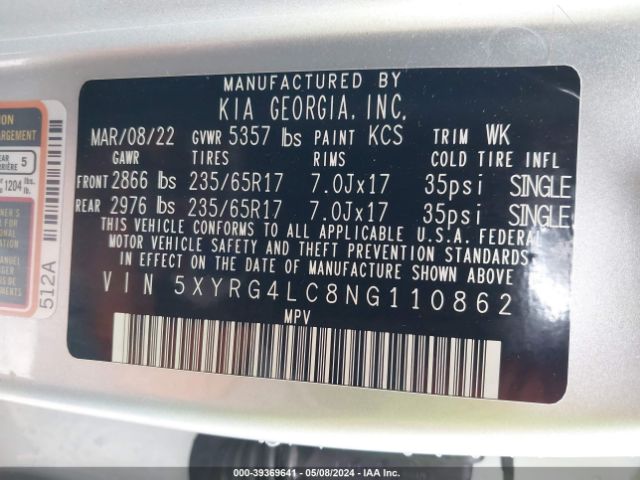 MANUFACTURED BY
KIA GEORGIA, INC,
MAR/08/22 GVWR 5357 lbs PAINT KCS TRIM WK
GAWR TIRES RIMS COLD TIRE INFL
FRONT 2866 lbs 235/65R17 7.0Jx17 35psi SINGLE
REAR 2976 lbs 235/65R17 7.0Jx17 35psi SINGLE
THIS VEHICLE CONFORMS TO ALL APPLICABLE U.S.A. FEDERAL
MOTOR VEHICLE SAFETY AND THEFT PREVENTION STANDARDS
IN EFFECT ON THE DATE OF MANUFACTURE SHOWN ABOVE.
VIN 5XYRG4LC8NG110862
MPV
5
1204 lbs.
512A
000-39369641 - 05/08/2024 - IAA Inc.